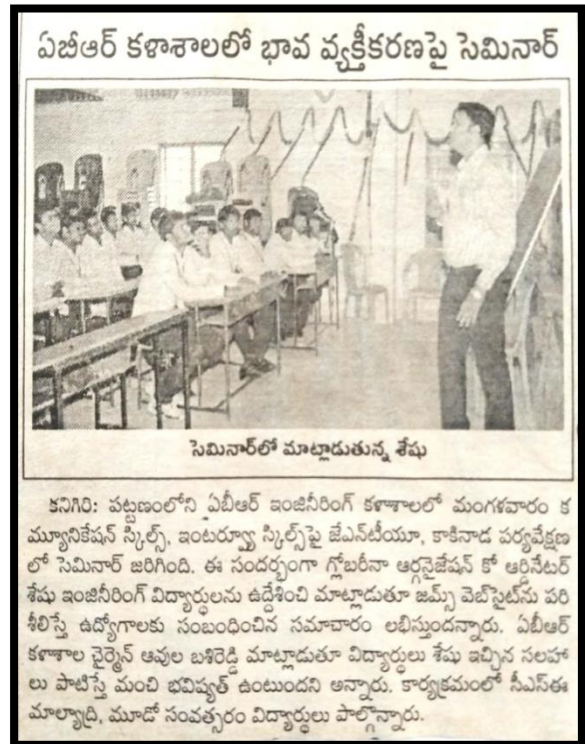 ఏబీఆర్ కళాశాలలో భావ వ్యక్తీకరణపై సెమినార్
సెమినార్‌లో మాట్లాడుతున్న శేషు
కనిగిరి: పట్టణంలోని ఏబీఆర్ ఇంజినీరింగ్ కళాశాలలో మంగళవారం క
మ్యూనికేషన్ స్కిల్స్, ఇంటర్వ్యూ స్కిల్స్‌పై జేఎన్‌టీయూ, కాకినాడ పర్యవేక్షణ
లో సెమినార్ జరిగింది. ఈ సందర్భంగా గ్లోబరీనా ఆర్గనైజేషన్ కో ఆర్డినేటర్
శేషు ఇంజినీరింగ్ విద్యార్థులను ఉద్దేశించి మాట్లాడుతూ జమ్స్ వెబ్‌సైట్‌ను పరి
శీలిస్తే ఉద్యోగాలకు సంబంధించిన సమాచారం లభిస్తుందన్నారు. ఏబీఆర్
కళాశాల చైర్మెన్ ఆవుల బశిరెడ్డి మాట్లాడుతూ విద్యార్థులు శేషు ఇచ్చిన సలహా
లు పాటిస్తే మంచి భవిష్యత్ ఉంటుందని అన్నారు. కార్యక్రమంలో సీఎస్ఈ
మాల్యాద్రి, మూడో సంవత్సరం విద్యార్థులు పాల్గొన్నారు.